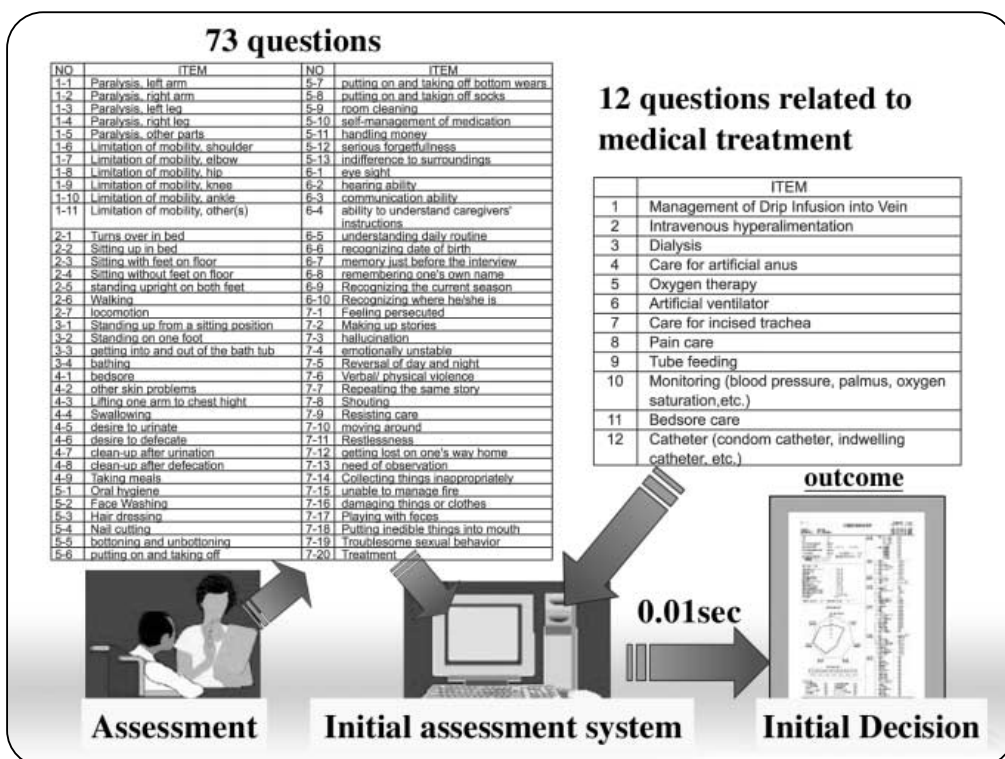 73 questions
NO ITEM NO ITEM
1-1 Paralysis, left arm 5-7 putting on and taking off bottom wears
1-2 Paralysis, right arm 5-8 putting on and takign off socks
1-3 Paralysis, left leg 5-9 room cleaning
1-4 Paralysis, right leg 5-10 self-management of medication
1-5 Paralysis, other parts 5-11 handling money
1-6 Limitation of mobility, shoulder 5-12 serious forgetfullness
1-7 Limitation of mobility, elbow 5-13 indifference to surroundings
1-8 Limitation of mobility, hip 6-1 eye sight
1-9 Limitation of mobility, knee 6-2 hearing ability
1-10 Limitation of mobility, ankle 6-3 communication ability
1-11 Limitation of mobility, other(s) 6-4 ability to understand caregivers'
instructions
2-1 Turns over in bed 6-5 understanding daily routine
2-2 Sitting up in bed 6-6 recognizing date of birth
2-3 Sitting with feet on floor 6-7 memory just before the interview
2-4 Sitting without feet on floor 6-8 remembering one's own name
2-5 standing upright on both feet 6-9 Recognizing the current season
2-6 Walking 6-10 Recognizing where he/she is
2-7 locomotion 7-1 Feeling persecuted
3-1 Standing up from a sitting position 7-2 Making up stories
3-2 Standing on one foot 7-3 hallucination
3-3 getting into and out of the bath tub 7-4 emotionally unstable
3-4 bathing 7-5 Reversal of day and night
4-1 bedsore 7-6 Verbal/ physical violence
4-2 other skin problems 7-7 Repeating the same story
4-3 Lifting one arm to chest hight 7-8 Shouting
4-4 Swallowing 7-9 Resisting care
4-5 desire to urinate 7-10 moving around
4-6 desire to defecate 7-11 Restlessness
4-7 clean-up after urination 7-12 getting lost on one's way home
4-8 clean-up after defecation 7-13 need of observation
4-9 Taking meals 7-14 Collecting things inappropriately
5-1 Oral hygiene 7-15 unable to manage fire
5-2 Face Washing 7-16 damaging things or clothes
5-3 Hair dressing 7-17 Playing with feces
5-4 Nail cutting 7-18 Putting inedible things into mouth
5-5 bottoning and unbottoning 7-19 Troublesome sexual behavior
5-6 putting on and taking off 7-20 Treatment
12 questions related to
medical treatment
ITEM
1 Management of Drip Infusion into Vein
2 Intravenous hyperalimentation
3 Dialysis
4 Care for artificial anus
5 Oxygen therapy
6 Artificial ventilator
7 Care for incised trachea
8 Pain care
9 Tube feeding
10 Monitoring (blood pressure, palmus, oxygen
saturation,etc.)
11 Bedsore care
12 Catheter (condom catheter, indwelling
catheter, etc.)
outcome
0.01sec
Assessment
Initial assessment system
Initial Decision